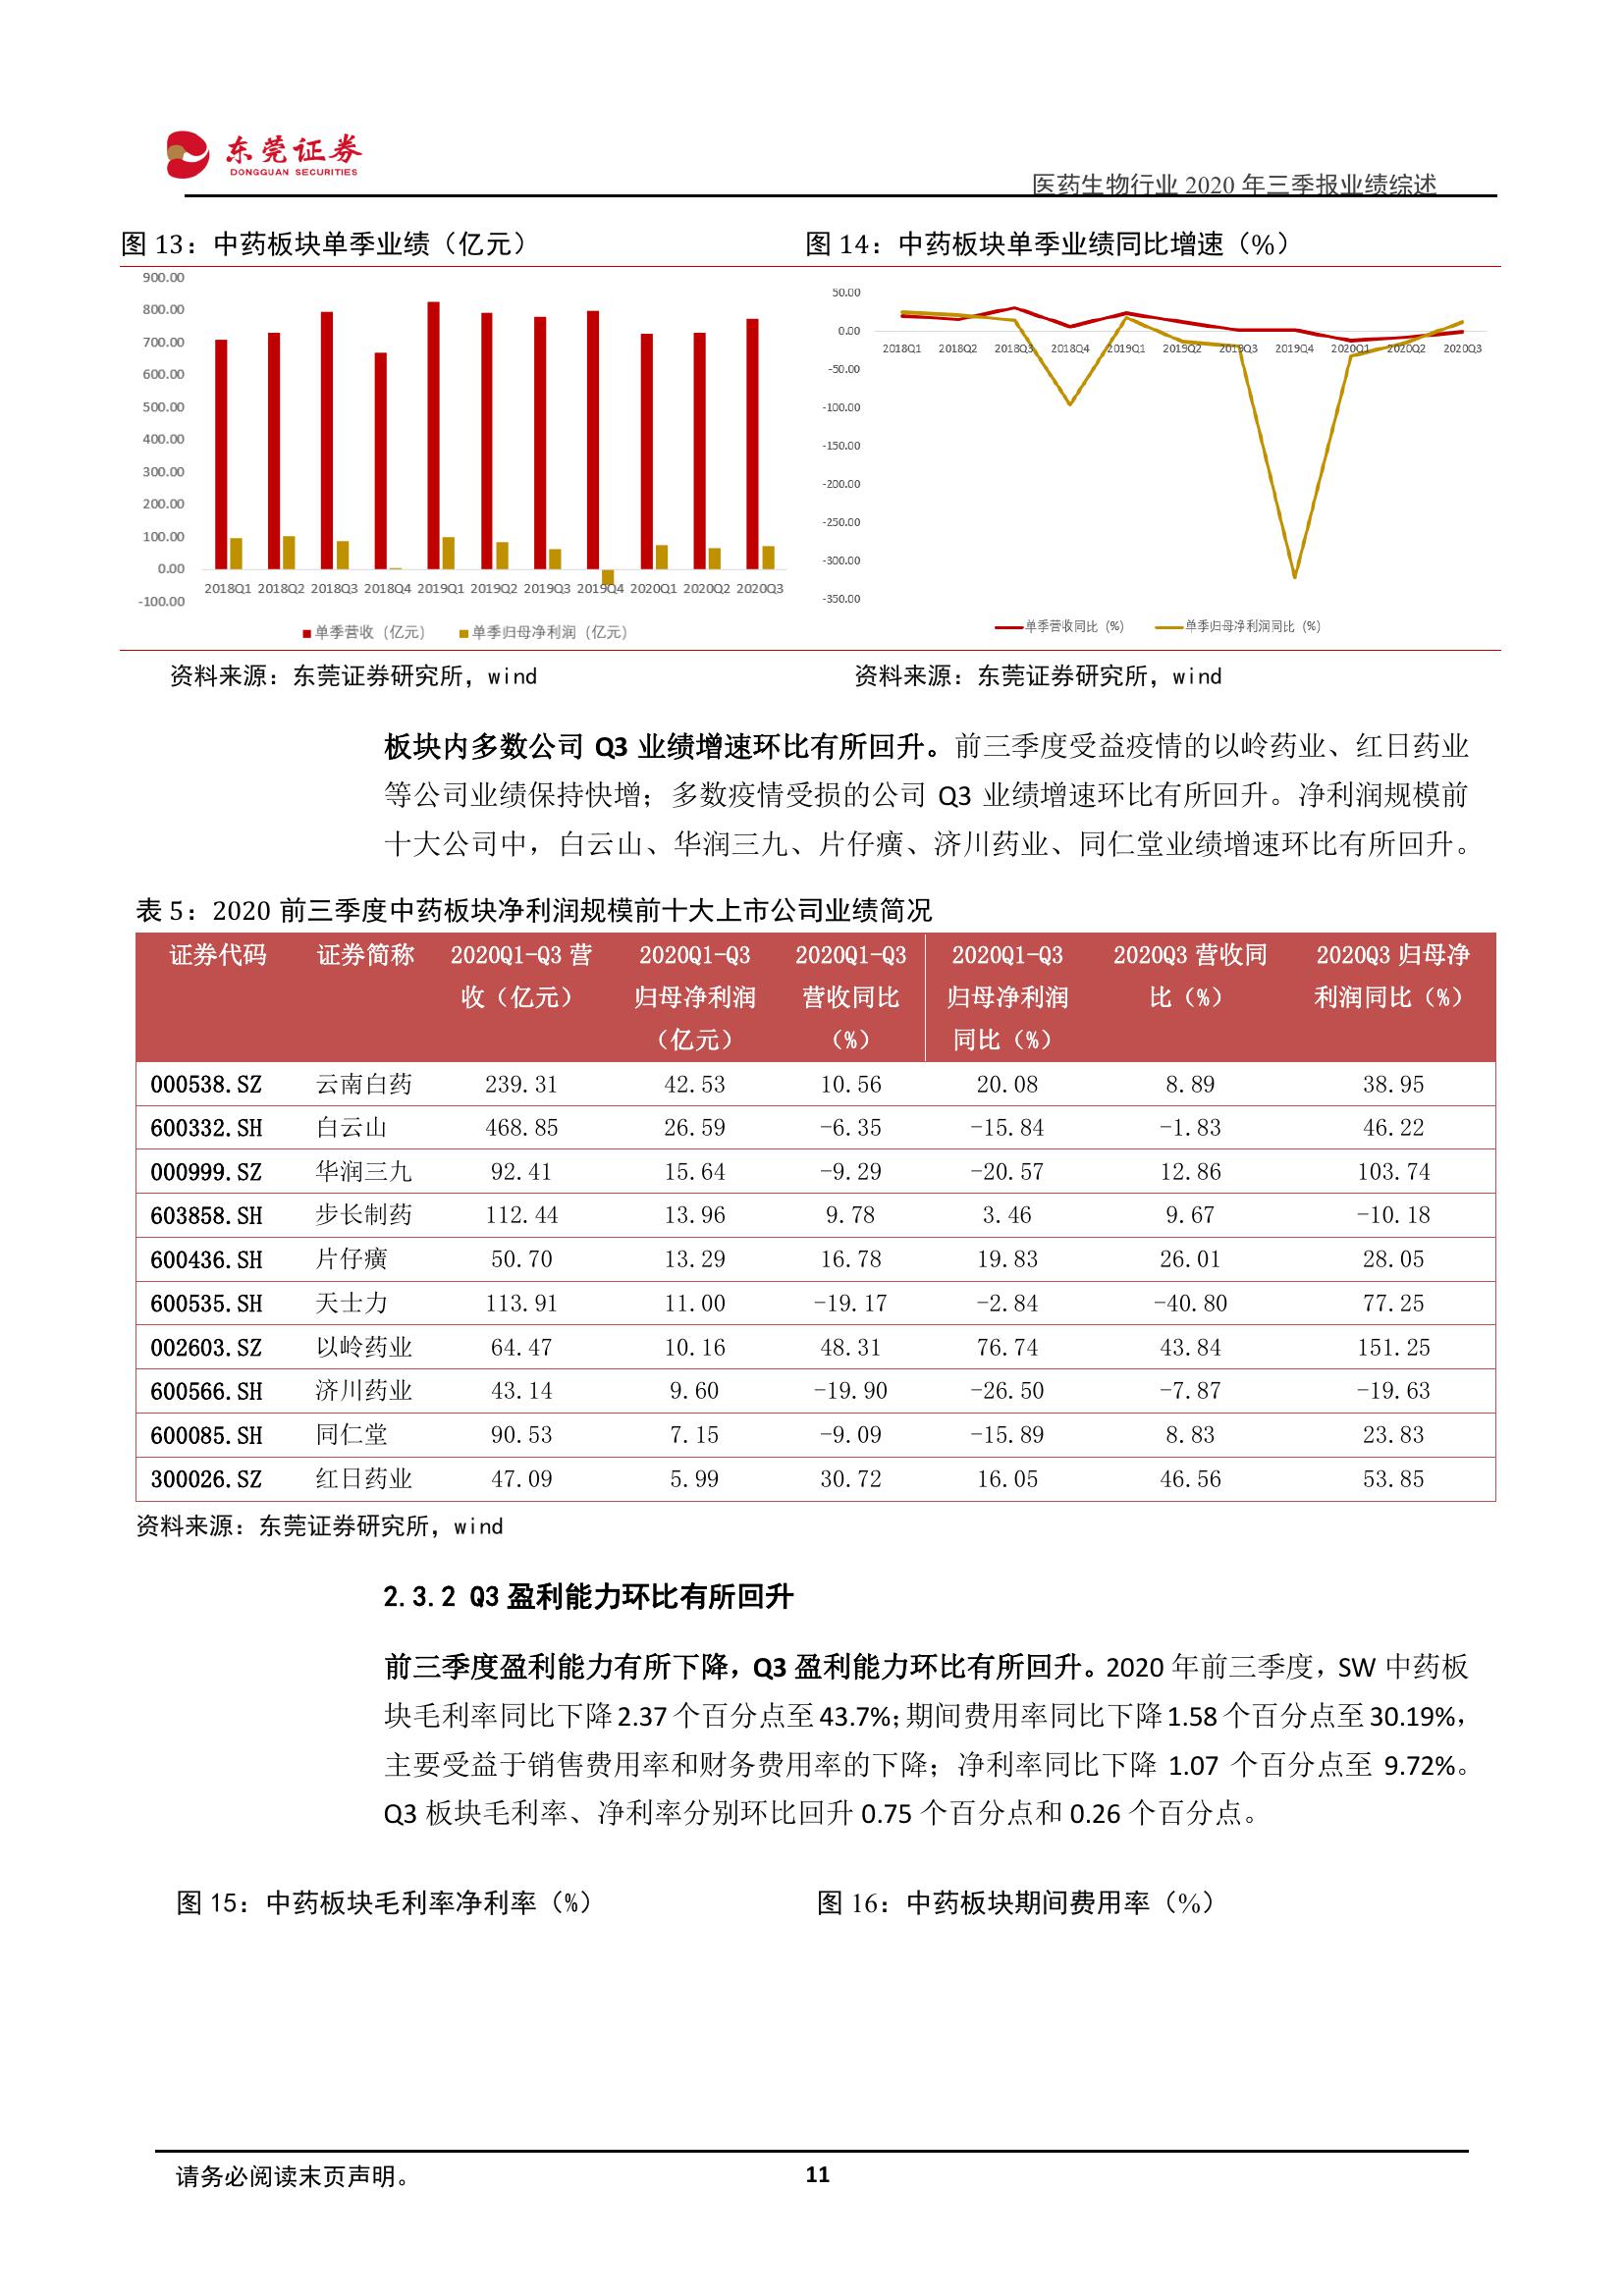 东莞证券
DONGGUAN SECURITIES
医药生物行业 2020 年三季报业绩综述
图 13：中药板块单季业绩（亿元）
900.00
800.00
700.00
600.00
500.00
400.00
300.00
200.00
100.00
0.00
-100.00
2018Q1 2018Q2 2018Q3 2018Q4 2019Q1 2019Q2 2019Q3 2019Q4 2020Q1 2020Q2 2020Q3
单季营收（亿元） 单季归母净利润（亿元）
资料来源：东莞证券研究所，wind
图 14：中药板块单季业绩同比增速（%）
50.00
0.00
-50.00
-100.00
-150.00
-200.00
-250.00
-300.00
-350.00
2018Q1 2018Q2 2018Q3 2018Q4 2019Q1 2019Q2 2019Q3 2019Q4 2020Q1 2020Q2 2020Q3
单季营收同比（%） 单季归母净利润同比（%）
资料来源：东莞证券研究所，wind
板块内多数公司 Q3 业绩增速环比有所回升。前三季度受益疫情的以岭药业、红日药业
等公司业绩保持快增；多数疫情受损的公司 Q3 业绩增速环比有所回升。净利润规模前
十大公司中，白云山、华润三九、片仔癀、济川药业、同仁堂业绩增速环比有所回升。
表 5：2020 前三季度中药板块净利润规模前十大上市公司业绩简况
证券代码 证券简称 2020Q1-Q3 营收（亿元） 2020Q1-Q3 归母净利润（亿元） 2020Q1-Q3 营收同比（%） 2020Q1-Q3 归母净利润同比（%） 2020Q3 营收同比（%） 2020Q3 归母净利润同比（%）
000538.SZ 云南白药 239.31 42.53 10.56 20.08 8.89 38.95
600332.SH 白云山 468.85 26.59 -6.35 -15.84 -1.83 46.22
000999.SZ 华润三九 92.41 15.64 -9.29 -20.57 12.86 103.74
603858.SH 步长制药 112.44 13.96 9.78 3.46 9.67 -10.18
600436.SH 片仔癀 50.70 13.29 16.78 19.83 26.01 28.05
600535.SH 天士力 113.91 11.00 -19.17 -2.84 -40.80 77.25
002603.SZ 以岭药业 64.47 10.16 48.31 76.74 43.84 151.25
600566.SH 济川药业 43.14 9.60 -19.90 -26.50 -7.87 -19.63
600085.SH 同仁堂 90.53 7.15 -9.09 -15.89 8.83 23.83
300026.SZ 红日药业 47.09 5.99 30.72 16.05 46.56 53.85
资料来源：东莞证券研究所，wind
2.3.2 Q3 盈利能力环比有所回升
前三季度盈利能力有所下降，Q3 盈利能力环比有所回升。2020 年前三季度，SW 中药板
块毛利率同比下降 2.37 个百分点至 43.7%；期间费用率同比下降 1.58 个百分点至 30.19%，
主要受益于销售费用率和财务费用率的下降；净利率同比下降 1.07 个百分点至 9.72%。
Q3 板块毛利率、净利率分别环比回升 0.75 个百分点和 0.26 个百分点。
图 15：中药板块毛利率净利率（%）
图 16：中药板块期间费用率（%）
请务必阅读末页声明。
11